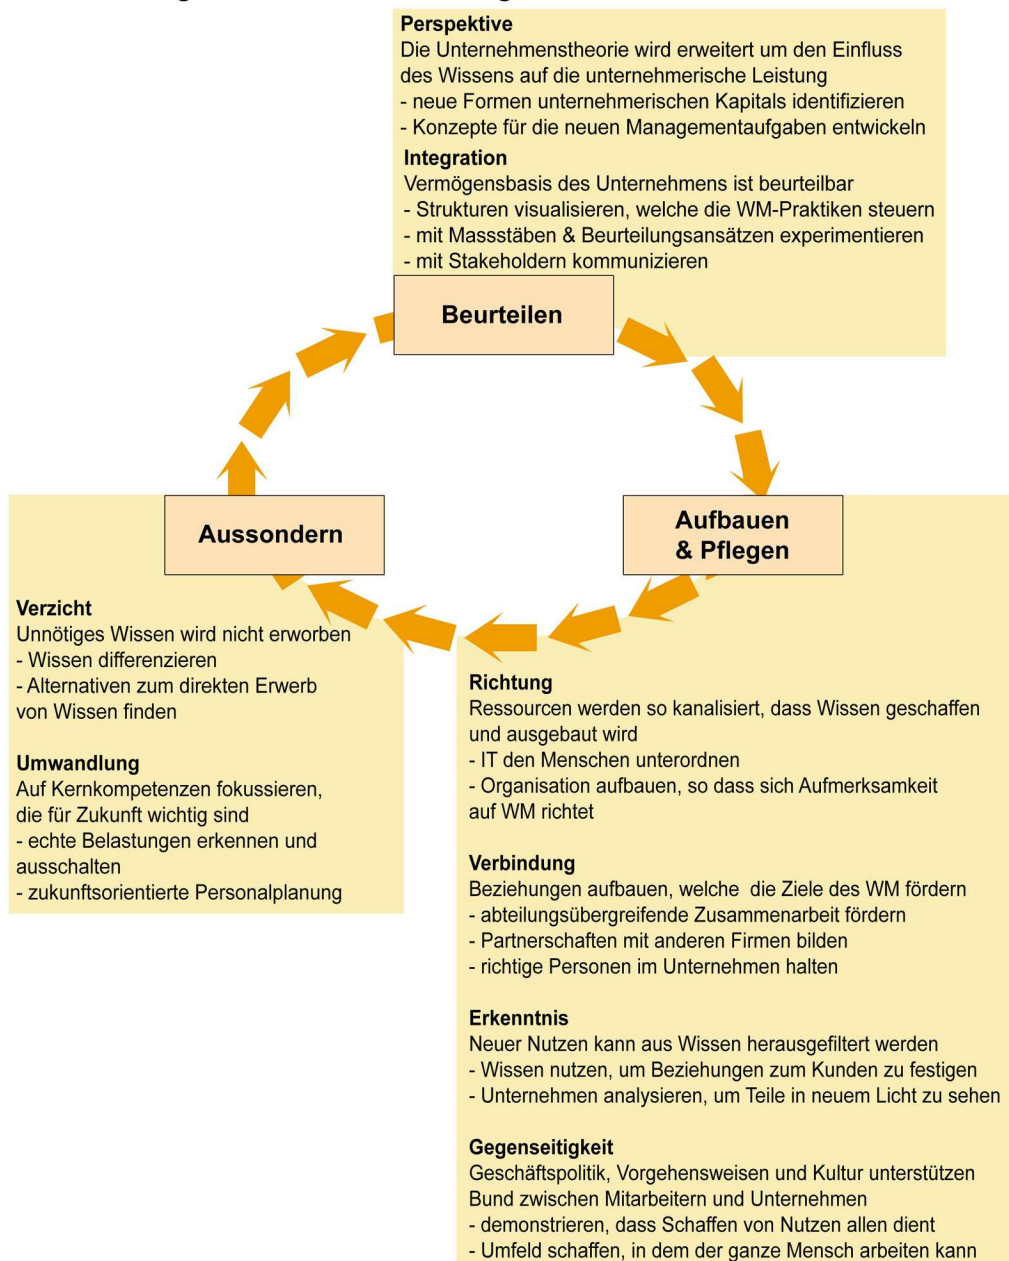 Perspektive
Die Unternehmenstheorie wird erweitert um den Einfluss
des Wissens auf die unternehmerische Leistung
- neue Formen unternehmerischen Kapitals identifizieren
- Konzepte für die neuen Managementaufgaben entwickeln
Integration
Vermögensbasis des Unternehmens ist beurteilbar
- Strukturen visualisieren, welche die WM-Praktiken steuern
- mit Massstäben & Beurteilungsansätzen experimentieren
- mit Stakeholdern kommunizieren
Beurteilen
Aussondern
Aufbauen
& Pflegen
Verzicht
Unnötiges Wissen wird nicht erworben
- Wissen differenzieren
- Alternativen zum direkten Erwerb
von Wissen finden
Umwandlung
Auf Kernkompetenzen fokussieren,
die für Zukunft wichtig sind
- echte Belastungen erkennen und
ausschalten
- zukunftsorientierte Personalplanung
Richtung
Ressourcen werden so kanalisiert, dass Wissen geschaffen
und ausgebaut wird
- IT den Menschen unterordnen
- Organisation aufbauen, so dass sich Aufmerksamkeit
auf WM richtet
Verbindung
Beziehungen aufbauen, welche die Ziele des WM fördern
- abteilungsübergreifende Zusammenarbeit fördern
- Partnerschaften mit anderen Firmen bilden
- richtige Personen im Unternehmen halten
Erkenntnis
Neuer Nutzen kann aus Wissen herausgefiltert werden
- Wissen nutzen, um Beziehungen zum Kunden zu festigen
- Unternehmen analysieren, um Teile in neuem Licht zu sehen
Gegenseitigkeit
Geschäftspolitik, Vorgehensweisen und Kultur unterstützen
Bund zwischen Mitarbeitern und Unternehmen
- demonstrieren, dass Schaffen von Nutzen allen dient
- Umfeld schaffen, in dem der ganze Mensch arbeiten kann